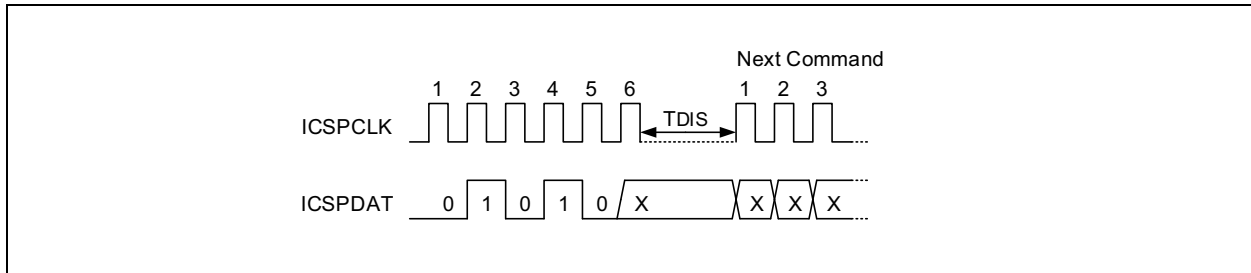 Next Command
1 2 3 4 5 6 1 2 3
ICSPCLK TDIS
ICSPDAT 0 1 0 1 0 X X X X